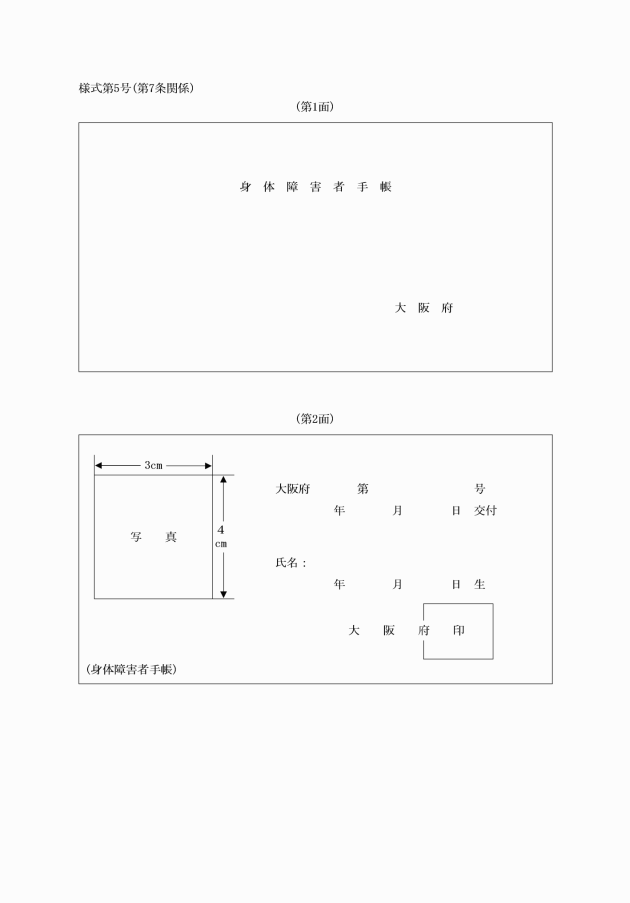 様式第5号(第7条関係)
(第1面)
身 体 障 害 者 手 帳
大 阪 府
(第2面)
3cm
大阪府 第 号
年 月 日 交付
写 真
4
cm
氏名：
年 月 日 生
大 阪 府 印
(身体障害者手帳)